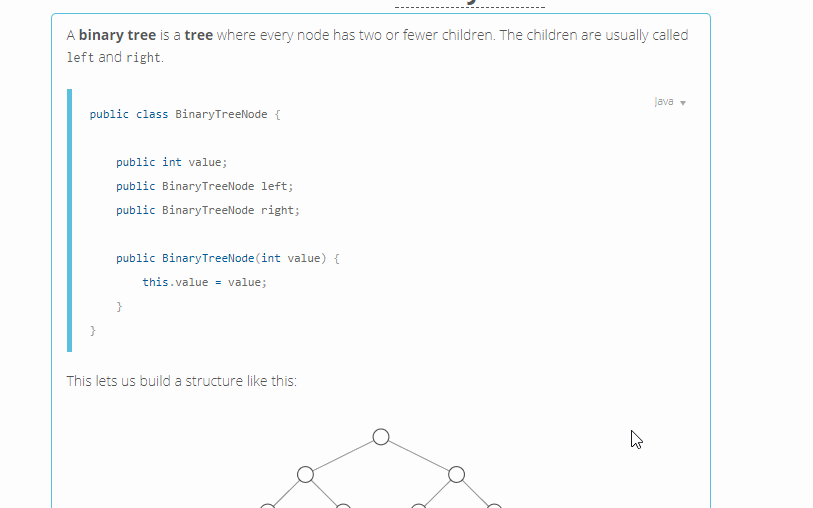 A binary tree is a tree where every node has two or fewer children. The children are usually called
left and right.
Java
public class BinaryTreeNode {
public int value;
public BinaryTreeNode left;
public BinaryTreeNode right;
public BinaryTreeNode(int value) {
this.value = value;
}
}
This lets us build a structure like this: